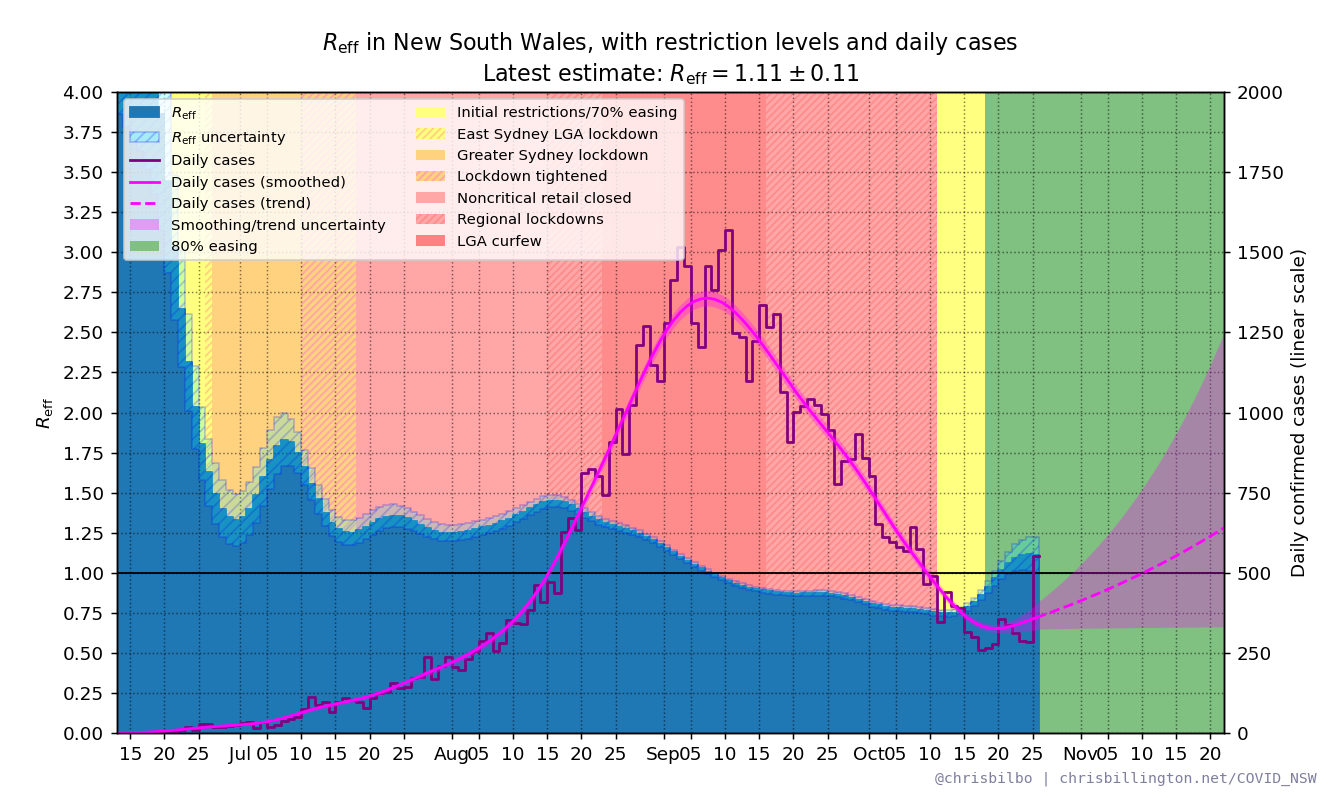 Reff in New South Wales, with restriction levels and daily cases
Latest estimate: Reff = 1.11 ± 0.11
Reff
Reff uncertainty
Daily cases
Daily cases (smoothed)
Daily cases (trend)
Smoothing/trend uncertainty
80% easing
Initial restrictions/70% easing
East Sydney LGA lockdown
Greater Sydney lockdown
Lockdown tightened
Noncritical retail closed
Regional lockdowns
LGA curfew
4.00
3.75
3.50
3.25
3.00
2.75
2.50
2.25
2.00
1.75
1.50
1.25
1.00
0.75
0.50
0.25
0.00
Reff
2000
1750
1500
1250
1000
750
500
250
0
Daily confirmed cases (linear scale)
15 20 25 Jul 05 10 15 20 25 Aug 05 10 15 20 25 Sep 05 10 15 20 25 Oct 05 10 15 20 25 Nov 05 10 15 20
@chrisbilbo | chrisbillington.net/COVID_NSW